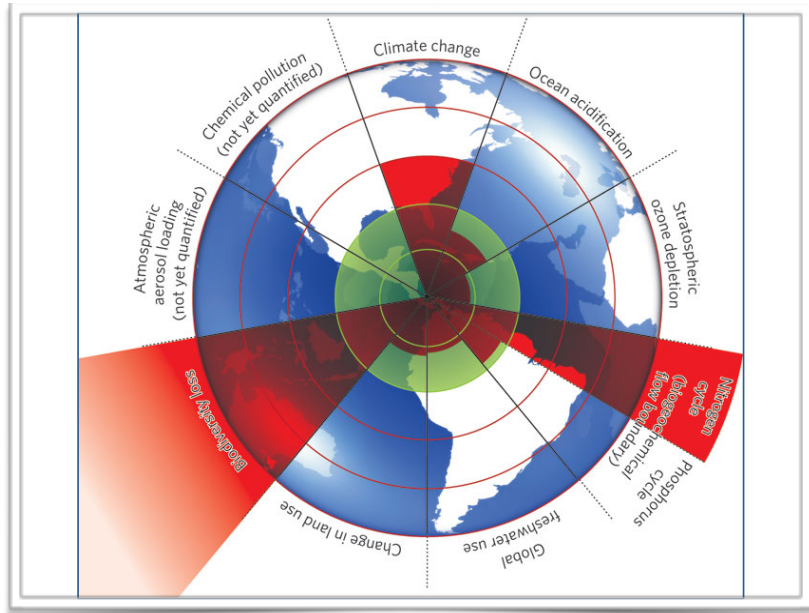 Climate change
Ocean acidification
Stratospheric
ozone depletion
Nitrogen
cycle
(biogeochemical
flow boundary)
Phosphorus
cycle
Global
freshwater use
Change in land use
Biodiversity loss
Atmospheric
aerosol loading
(not yet quantified)
Chemical pollution
(not yet quantified)